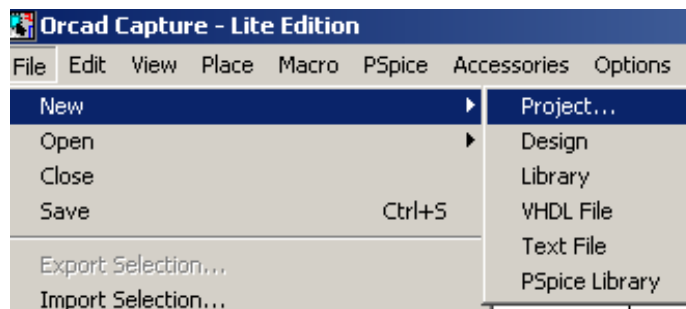 Orcad Capture - Lite Edition
File Edit View Place Macro PSpice Accessories Options
New
Open
Close
Save Ctrl+S
Export Selection...
Import Selection...
Project...
Design
Library
VHDL File
Text File
PSpice Library